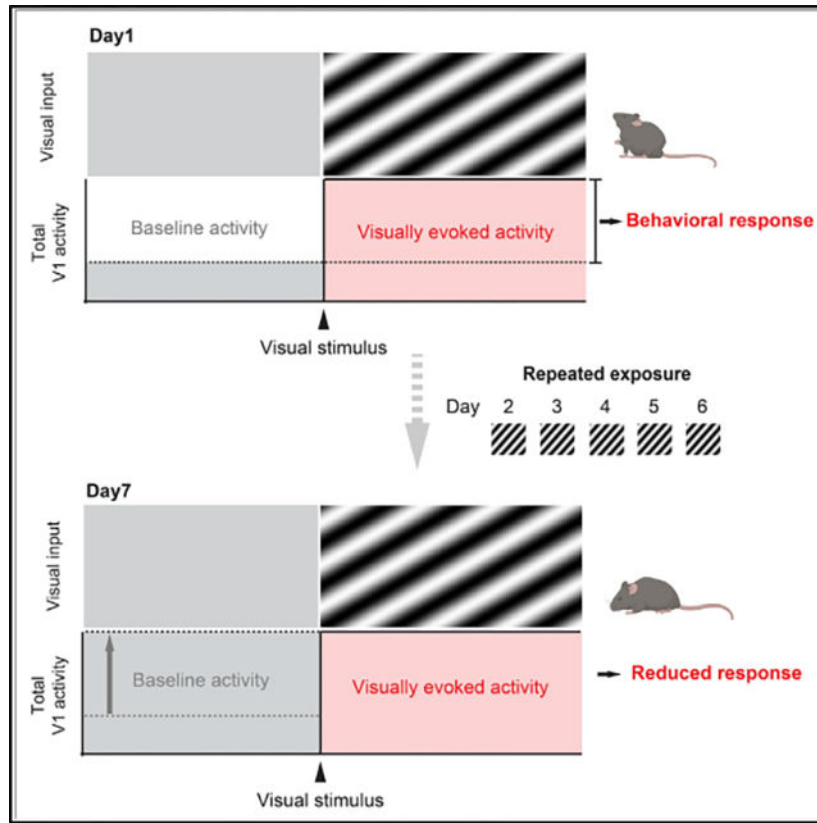 Day1
Visual input
Total
V1 activity
Baseline activity
Visually evoked activity
Behavioral response
Visual stimulus
Repeated exposure
Day 2 3 4 5 6
Day7
Visual input
Total
V1 activity
Baseline activity
Visually evoked activity
Reduced response
Visual stimulus